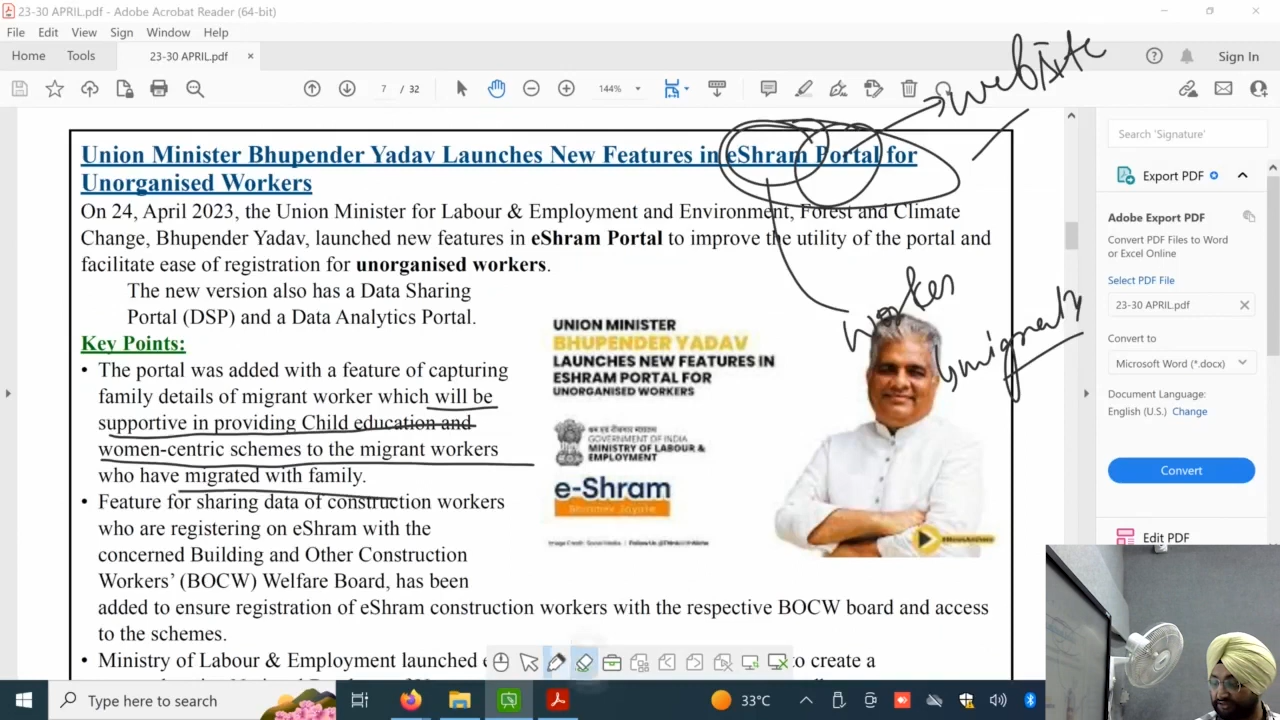 23-30 APRIL.pdf - Adobe Acrobat Reader (64-bit)
File Edit View Sign Window Help
Home Tools 23-30 APRIL.pdf × Sign In
7 / 32 144%
website
Union Minister Bhupender Yadav Launches New Features in eShram Portal for
Unorganised Workers
On 24, April 2023, the Union Minister for Labour & Employment and Environment, Forest and Climate
Change, Bhupender Yadav, launched new features in eShram Portal to improve the utility of the portal and
facilitate ease of registration for unorganised workers.
The new version also has a Data Sharing
Portal (DSP) and a Data Analytics Portal.
Key Points:
• The portal was added with a feature of capturing
family details of migrant worker which will be
supportive in providing Child education and
women-centric schemes to the migrant workers
who have migrated with family.
• Feature for sharing data of construction workers
who are registering on eShram with the
concerned Building and Other Construction
Workers' (BOCW) Welfare Board, has been
added to ensure registration of eShram construction workers with the respective BOCW board and access
to the schemes.
• Ministry of Labour & Employment launched to create a
worker
UNION MINISTER
BHUPENDER YADAV
LAUNCHES NEW FEATURES IN
ESHRAM PORTAL FOR
UNORGANISED WORKERS
GOVERNMENT OF INDIA
MINISTRY OF LABOUR &
EMPLOYMENT
e-Shram
Search 'Signature'
Export PDF
Adobe Export PDF
Convert PDF Files to Word
or Excel Online
Select PDF File
23-30 APRIL.pdf
Convert to
Microsoft Word (*.docx)
Document Language:
English (U.S.) Change
Convert
Edit PDF
Type here to search
33°C